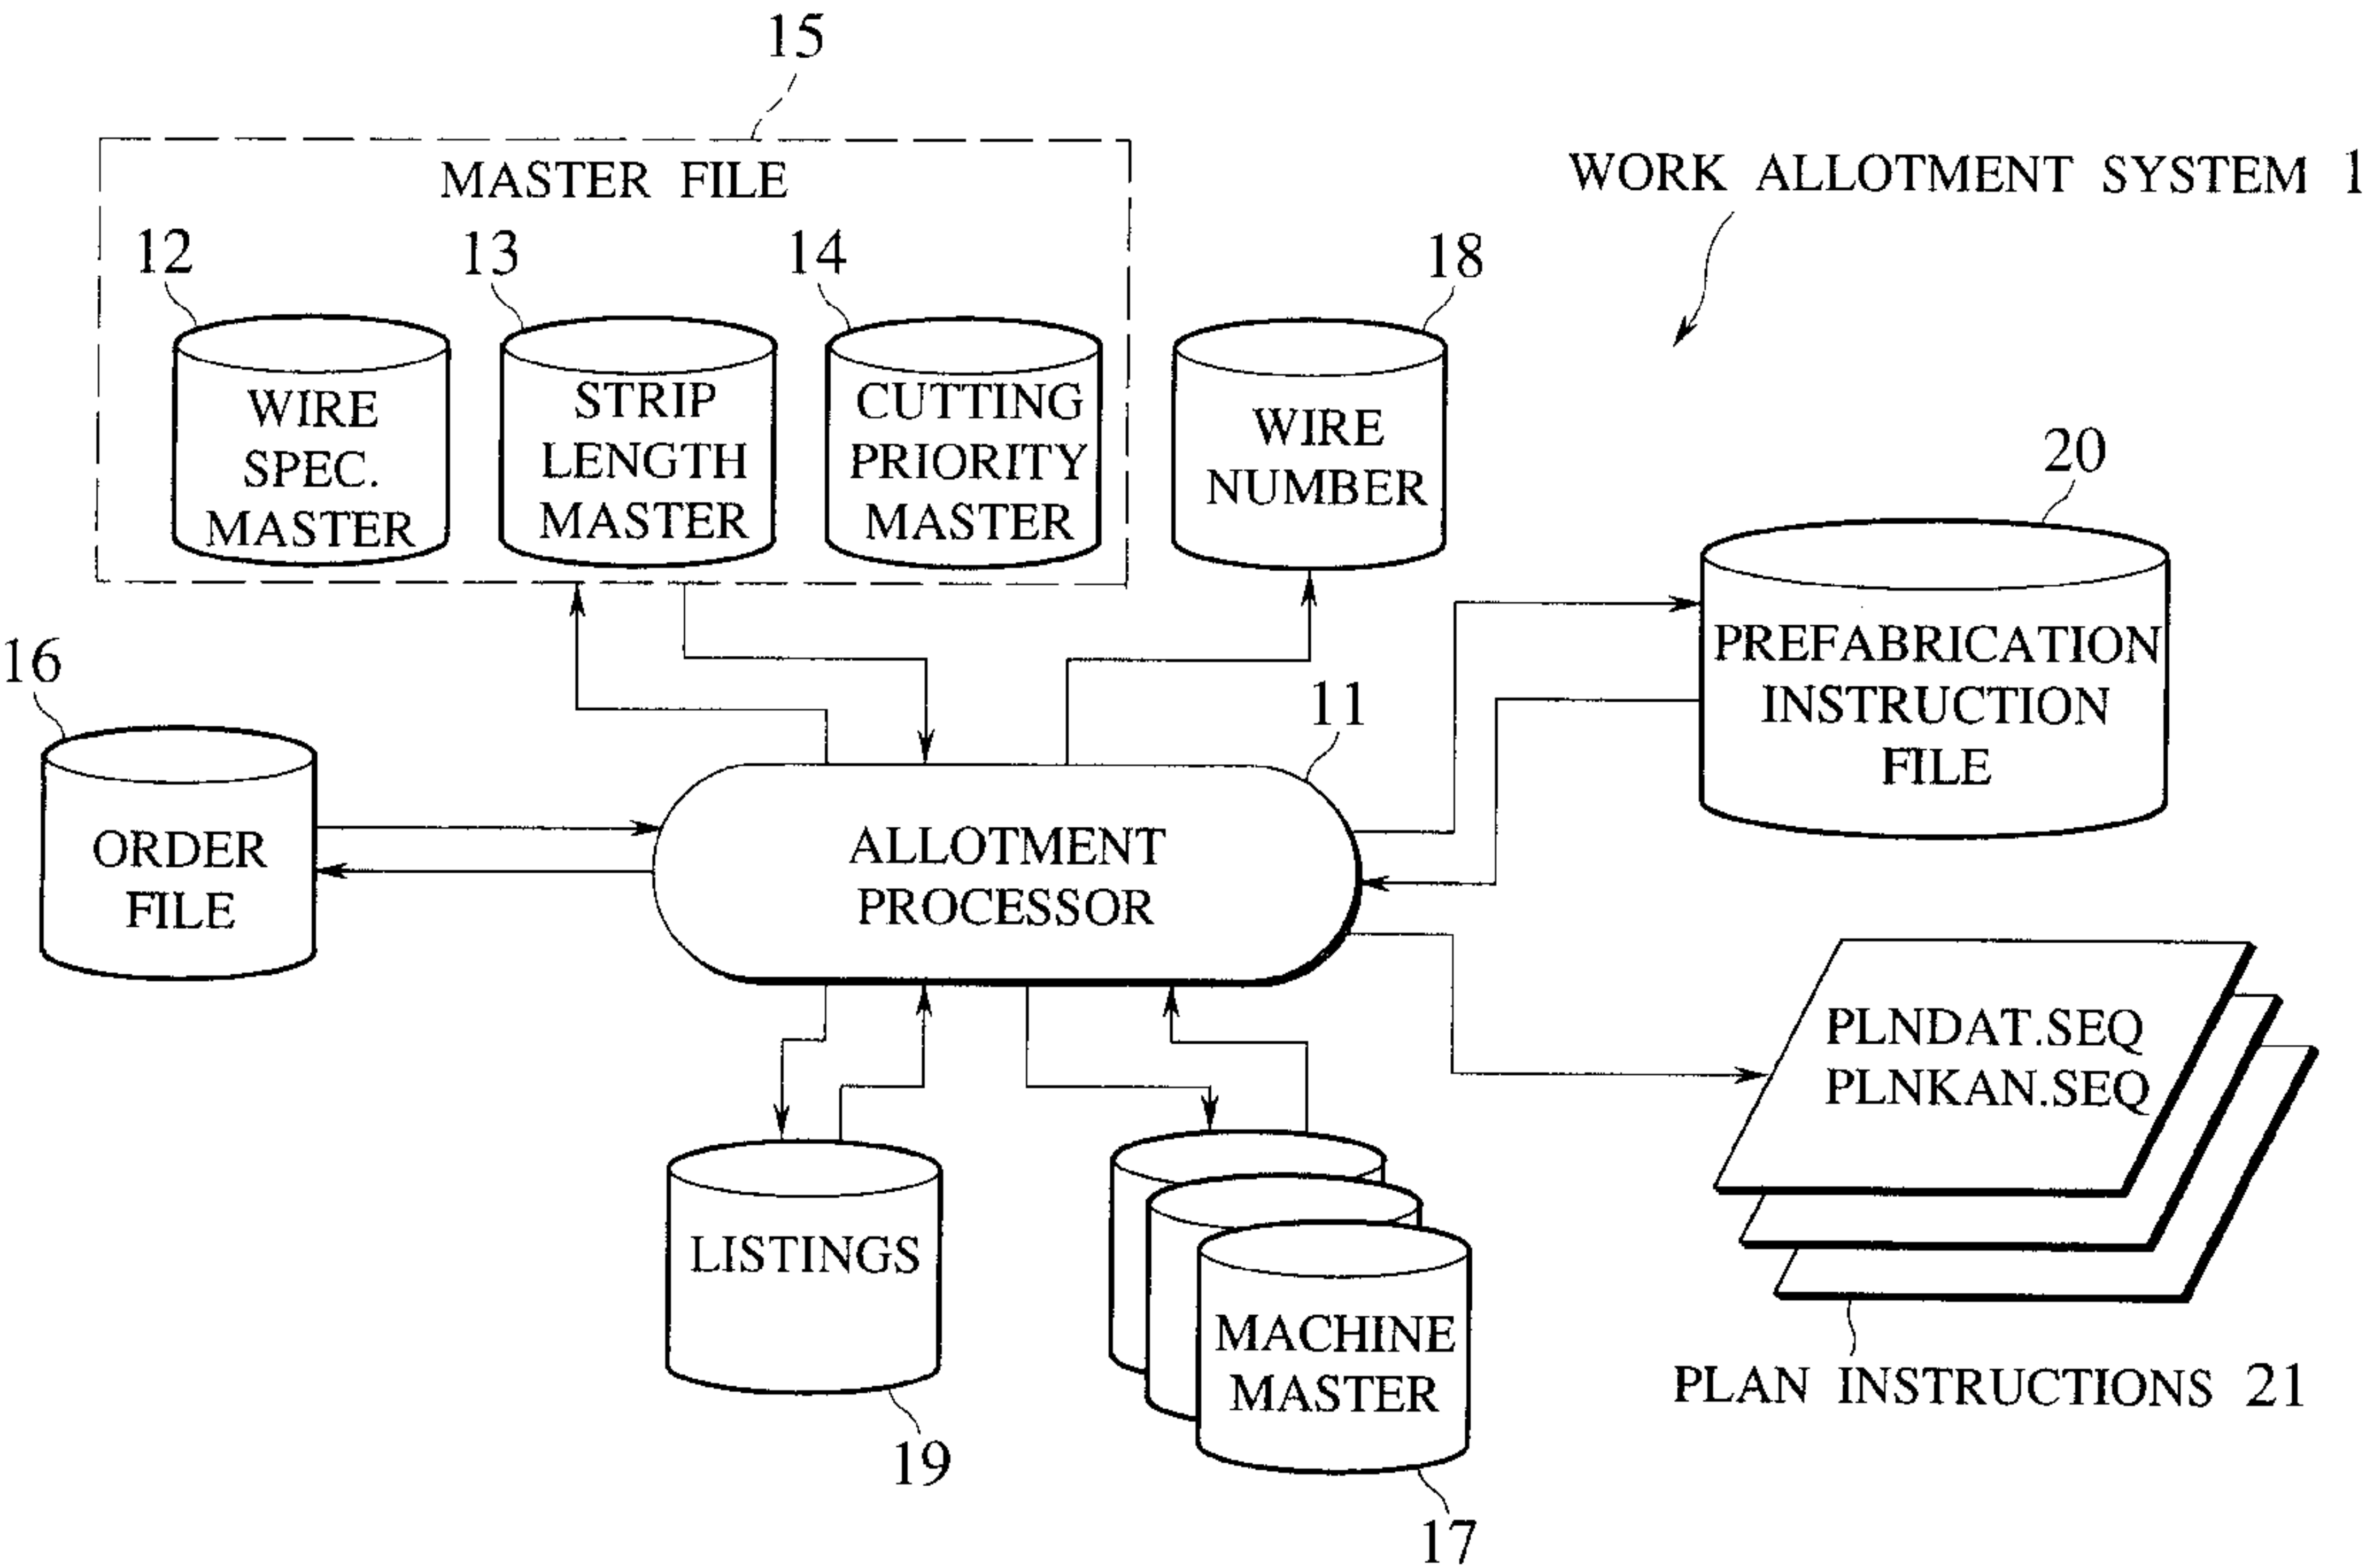 15
MASTER FILE
WORK ALLOTMENT SYSTEM 1
12
13
14
18
WIRE
SPEC.
MASTER
STRIP
LENGTH
MASTER
CUTTING
PRIORITY
MASTER
WIRE
NUMBER
20
PREFABRICATION
INSTRUCTION
FILE
16
ORDER
FILE
11
ALLOTMENT
PROCESSOR
PLNDAT.SEQ
PLNKAN.SEQ
LISTINGS
MACHINE
MASTER
PLAN INSTRUCTIONS 21
19
17